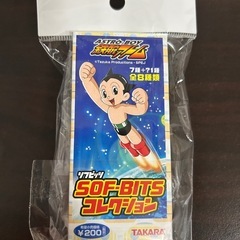 ASTRO BOY
鉄腕アトム
©Tezuka Productions・SPEJ
7種+?1種
全8種類
ソフビッツ
SOF-BITS
コレクション
¥200
TAKARA